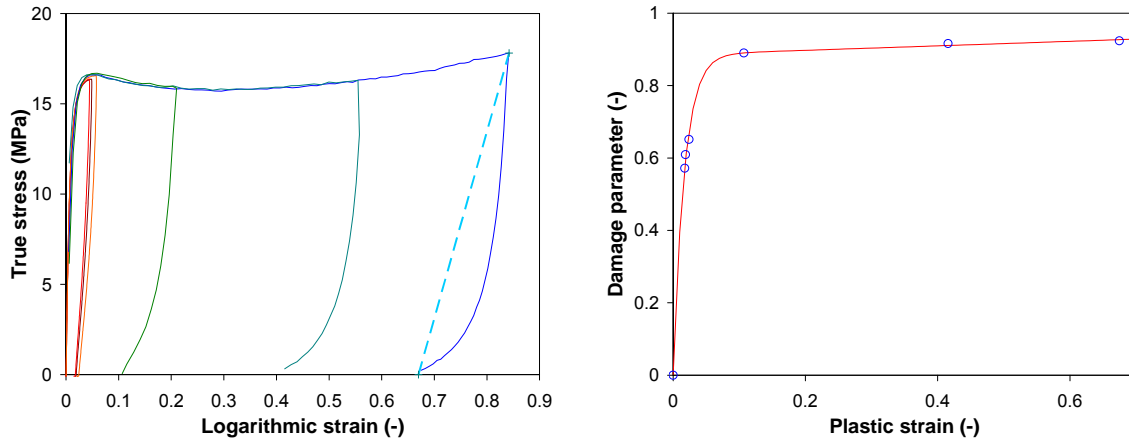 True stress (MPa)
20
15
10
5
0
0 0.1 0.2 0.3 0.4 0.5 0.6 0.7 0.8 0.9
Logarithmic strain (-)
Damage parameter (-)
1
0.8
0.6
0.4
0.2
0
0 0.2 0.4 0.6
Plastic strain (-)